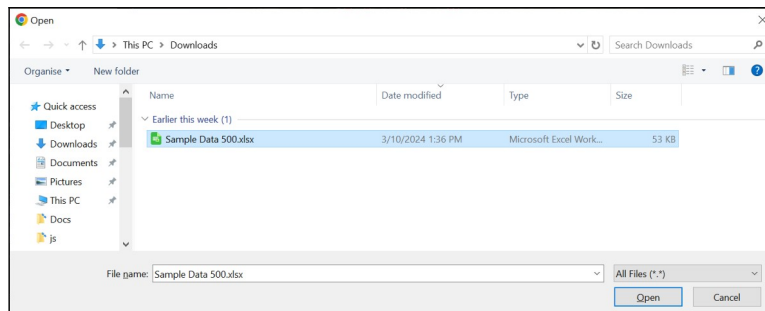 Open
This PC > Downloads
Search Downloads
Organise
New folder
Name
Date modified
Type
Size
Quick access
Desktop
Downloads
Documents
Pictures
This PC
Docs
js
Earlier this week (1)
Sample Data 500.xlsx
3/10/2024 1:36 PM
Microsoft Excel Work...
53 KB
File name:
Sample Data 500.xlsx
All Files (*.*)
Open
Cancel